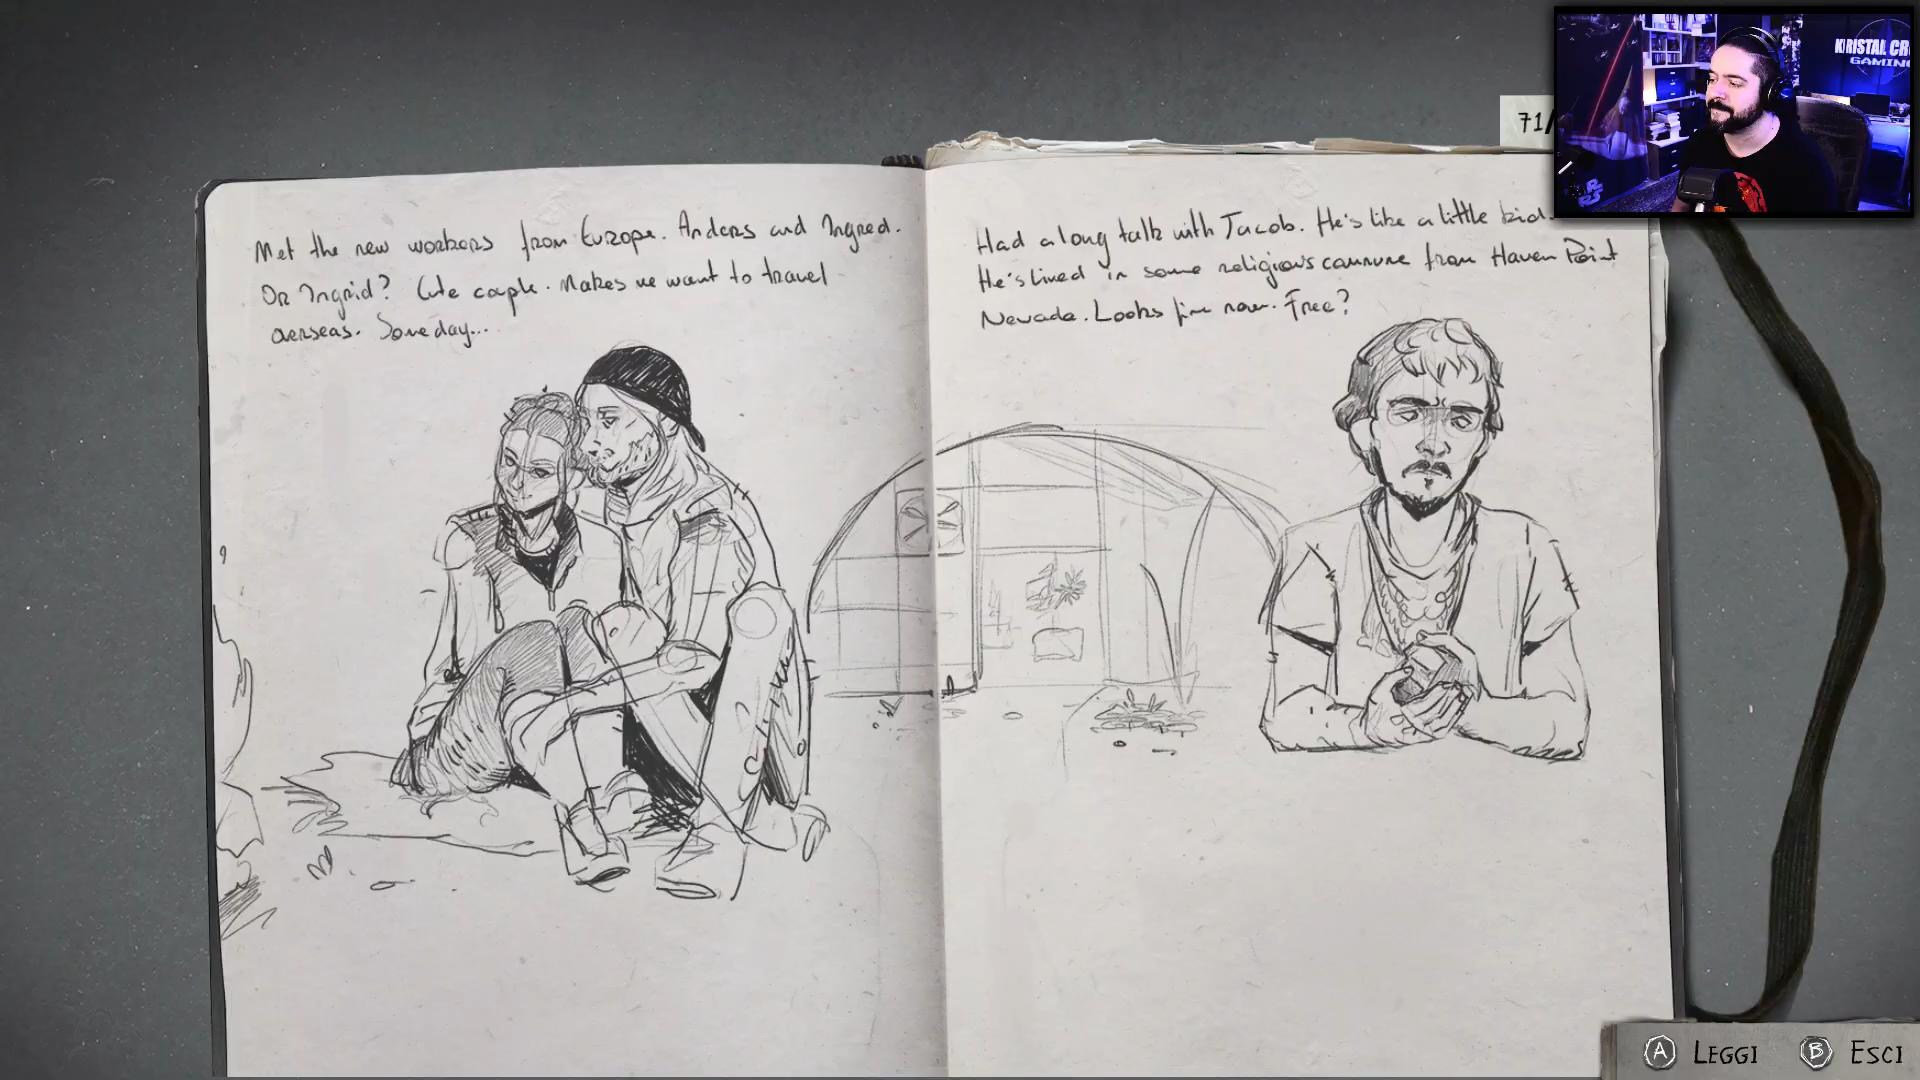 Met the new workers from Europe. Anders and Ingred.
Or Ingrid? Cute couple. Makes me want to travel
overseas. Someday...
Had a long talk with Jacob. He's like a little kid.
He's lived in some religious commune from Haven Point
Nevada. Looks fine now. Free?
71/
KRISTAL CR
GAMING
A LEGGI
B ESCI